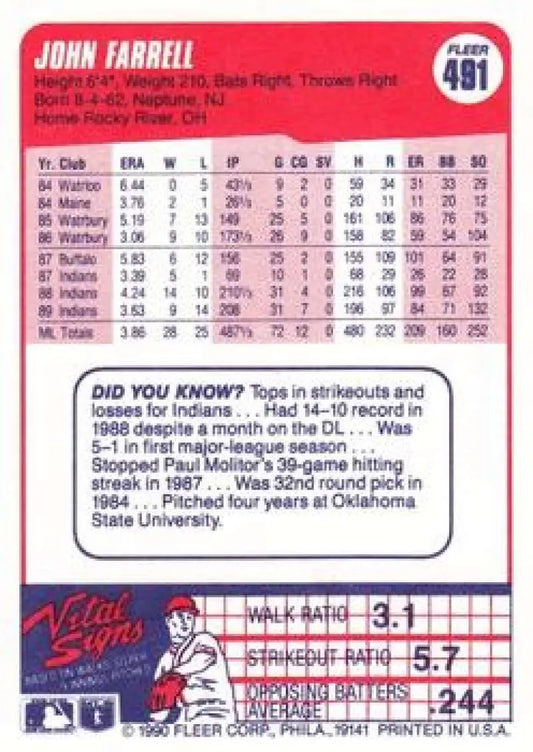 JOHN FARRELL
FLEER
491
Height 6'4", Weight 210, Bats Right, Throws Right
Born 8-4-62, Neptune, NJ
Home Rocky River, OH
Yr. Club ERA W L IP G CG SV H R ER BB SO
84 Watrloo 6.44 0 5 43⅓ 9 2 0 59 34 31 33 29
84 Maine 3.76 2 1 26⅓ 5 0 0 20 11 11 20 12
85 Watrbury 5.19 7 13 149 25 5 0 161 106 86 76 75
86 Watrbury 3.06 9 10 173⅓ 26 9 0 158 82 59 54 104
87 Buffalo 5.83 6 12 156 25 2 0 155 109 101 64 91
87 Indians 3.39 5 1 69 10 1 0 68 29 26 22 28
88 Indians 4.24 14 10 210⅓ 31 4 0 216 106 99 67 92
89 Indians 3.63 9 14 208 31 7 0 196 97 84 71 132
ML Totals 3.86 28 25 487⅓ 72 12 0 480 232 209 160 252
DID YOU KNOW? Tops in strikeouts and
losses for Indians . . . Had 14-10 record in
1988 despite a month on the DL . . . Was
5-1 in first major-league season . . .
Stopped Paul Molitor's 39-game hitting
streak in 1987 . . . Was 32nd round pick in
1984 . . . Pitched four years at Oklahoma
State University.
Vital
Signs
WALK RATIO 3.1
STRIKEOUT RATIO 5.7
OPPOSING BATTERS
AVERAGE .244
© 1990 FLEER CORP., PHILA., 19141 PRINTED IN U.S.A.